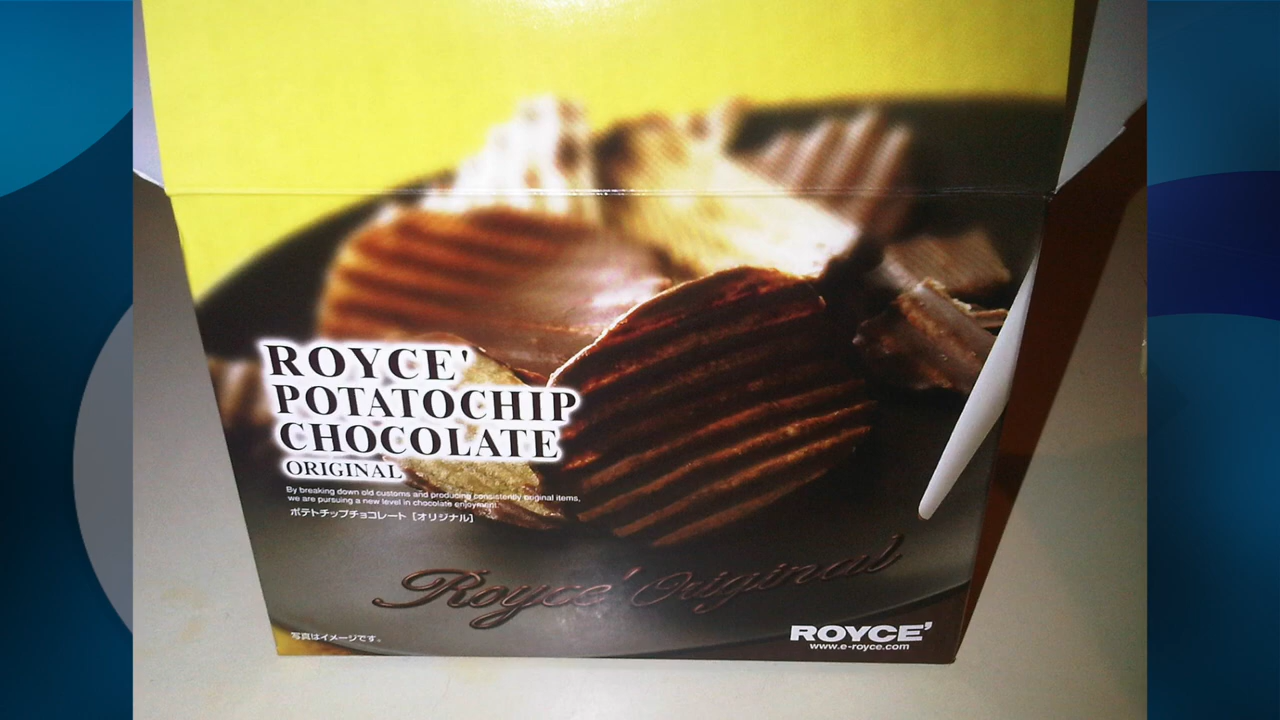 ROYCE'
POTATOCHIP
CHOCOLATE
ORIGINAL
By breaking down old customs and producing consistently original items,
we are pursuing a new level in chocolate enjoyment.
ポテトチップチョコレート [オリジナル]
Royce' Original
写真はイメージです。
ROYCE'
www.e-royce.com